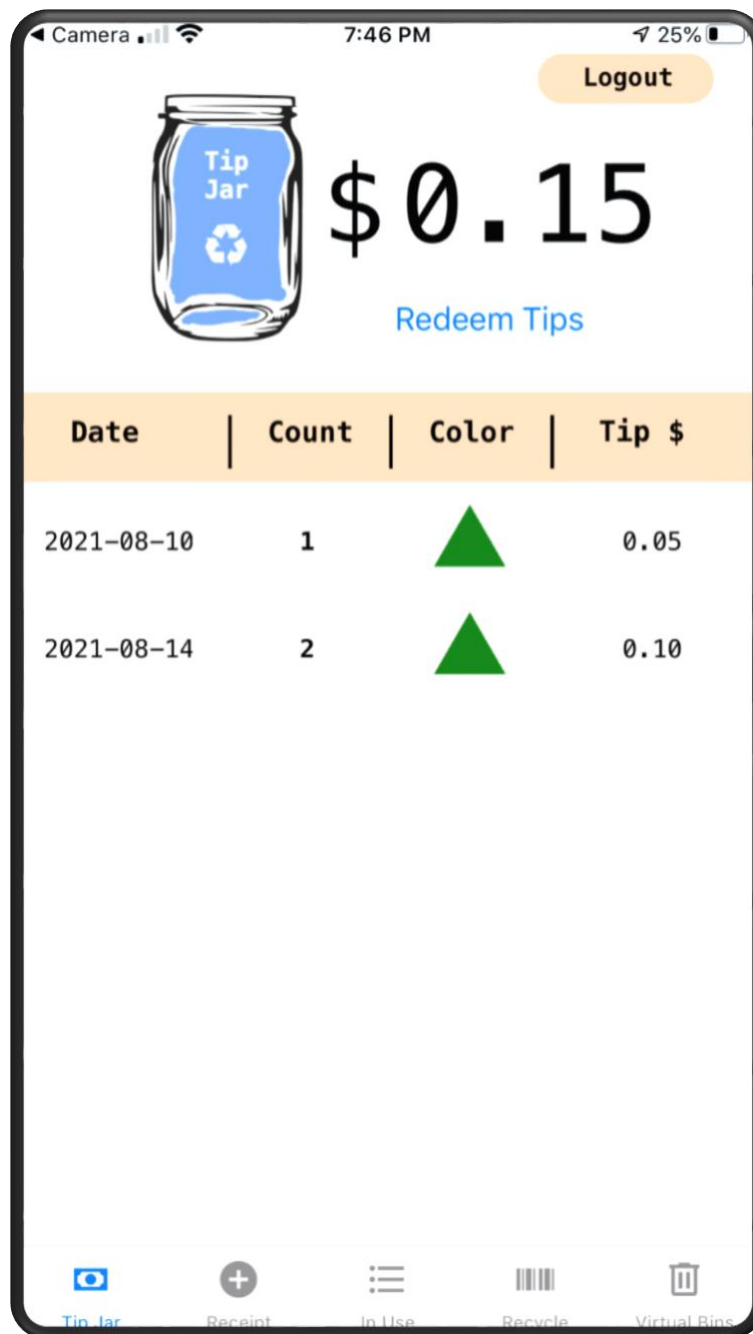 Camera 7:46 PM 25%
Logout
Tip
Jar
$0.15
Redeem Tips
Date Count Color Tip $
2021-08-10 1 0.05
2021-08-14 2 0.10
Tip Jar Receipt In Use Recycle Virtual Bins